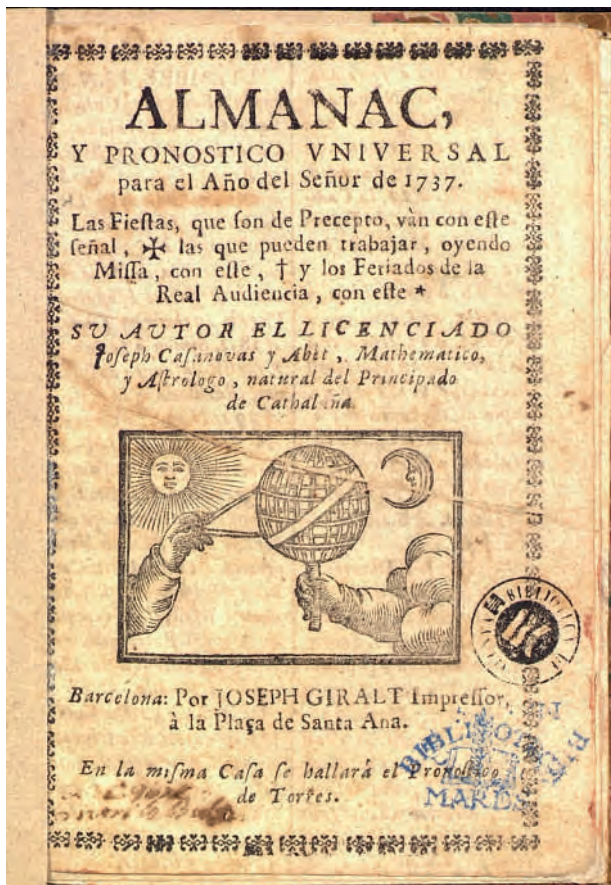 ALMANAC,
Y PRONOSTICO VNIVERSAL
para el Año del Señor de 1737.
Las Fieſtas, que ſon de Precepto, vàn con eſte
ſeñal, ✠ las que pueden trabajar, oyendo
Miſſa, con eſte, † y los Feriados de la
Real Audiencia, con eſte *
SV AVTOR EL LICENCIADO
Joſeph Caſanovas y Abit, Mathematico,
y Aſtrologo, natural del Principado
de Cathaluña.
Barcelona: Por JOSEPH GIRALT Impreſſor,
à la Plaça de Santa Ana.
En la miſma Caſa ſe hallarà el Pronoſtico
de Torres.